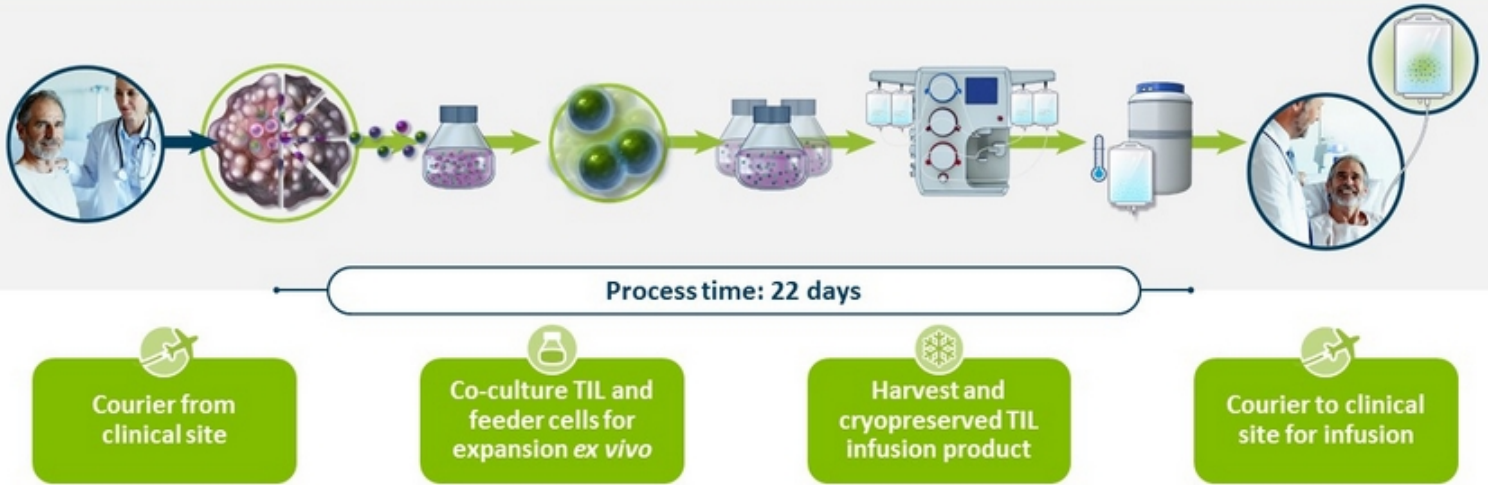 Process time: 22 days
Courier from
clinical site
Co-culture TIL and
feeder cells for
expansion ex vivo
Harvest and
cryopreserved TIL
infusion product
Courier to clinical
site for infusion